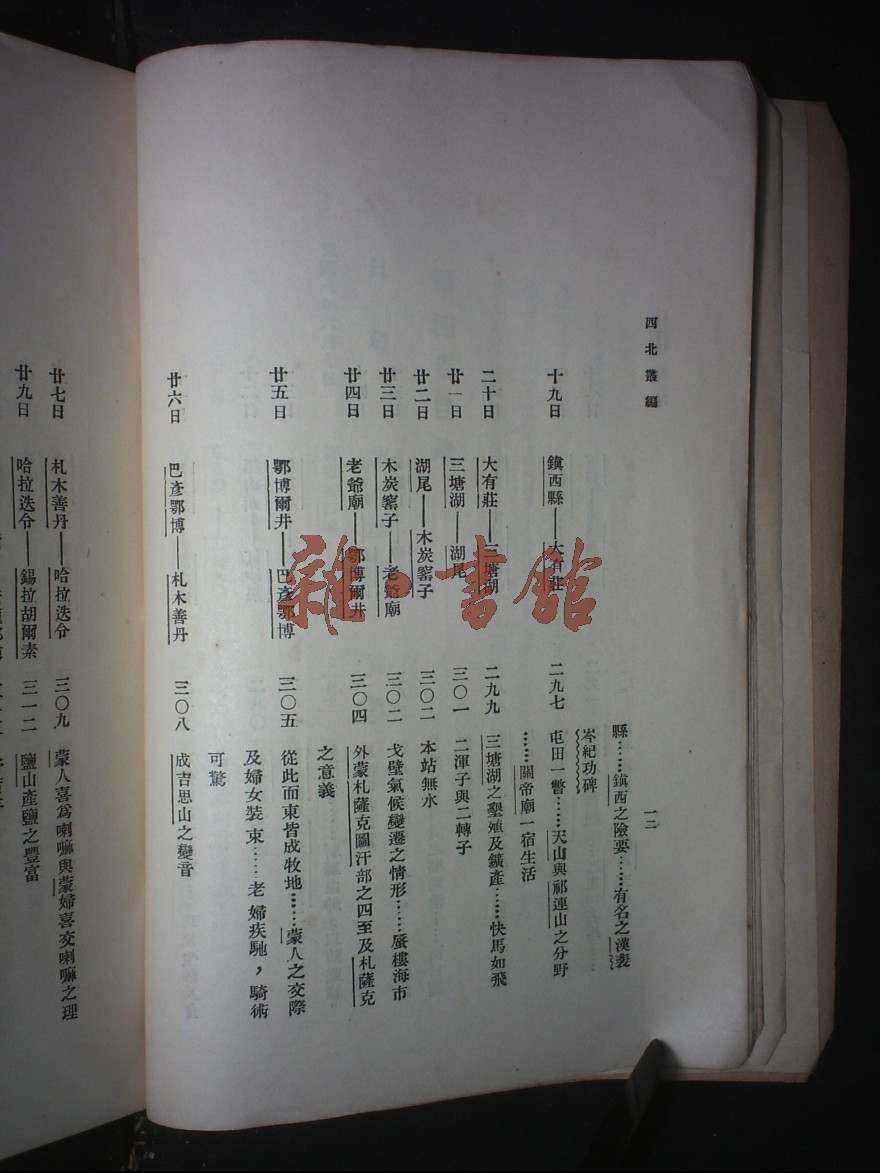 西北叢編
一二
縣……鎮西之險要……有名之漢裴
岑紀功碑
十九日　鎮西縣——大有莊　二九七　屯田一瞥……天山與祁連山之分野
……關帝廟一宿生活
二十日　大有莊——三塘湖　二九九　三塘湖之墾殖及鑛產……快馬如飛
廿一日　三塘湖——湖尾　三〇一　二渾子與二轉子
廿二日　湖尾——木炭窰子　三〇二　本站無水
廿三日　木炭窰子——老爺廟　三〇二　戈壁氣候變遷之情形……蜃樓海市
廿四日　老爺廟——鄂博爾井　三〇四　外蒙札薩克圖汗部之四至及札薩克
之意義
廿五日　鄂博爾井——巴彥鄂博　三〇五　從此而東皆成牧地……蒙人之交際
及婦女裝束……老婦疾馳，騎術
可驚
廿六日　巴彥鄂博——札木善丹　三〇八　成吉思山之變音
廿七日　札木善丹——哈拉迭令　三〇九　蒙人喜為喇嘛與蒙婦喜交喇嘛之理
廿九日　哈拉迭令——錫拉胡爾素　三一二　鹽山產鹽之豐富
雜·書館